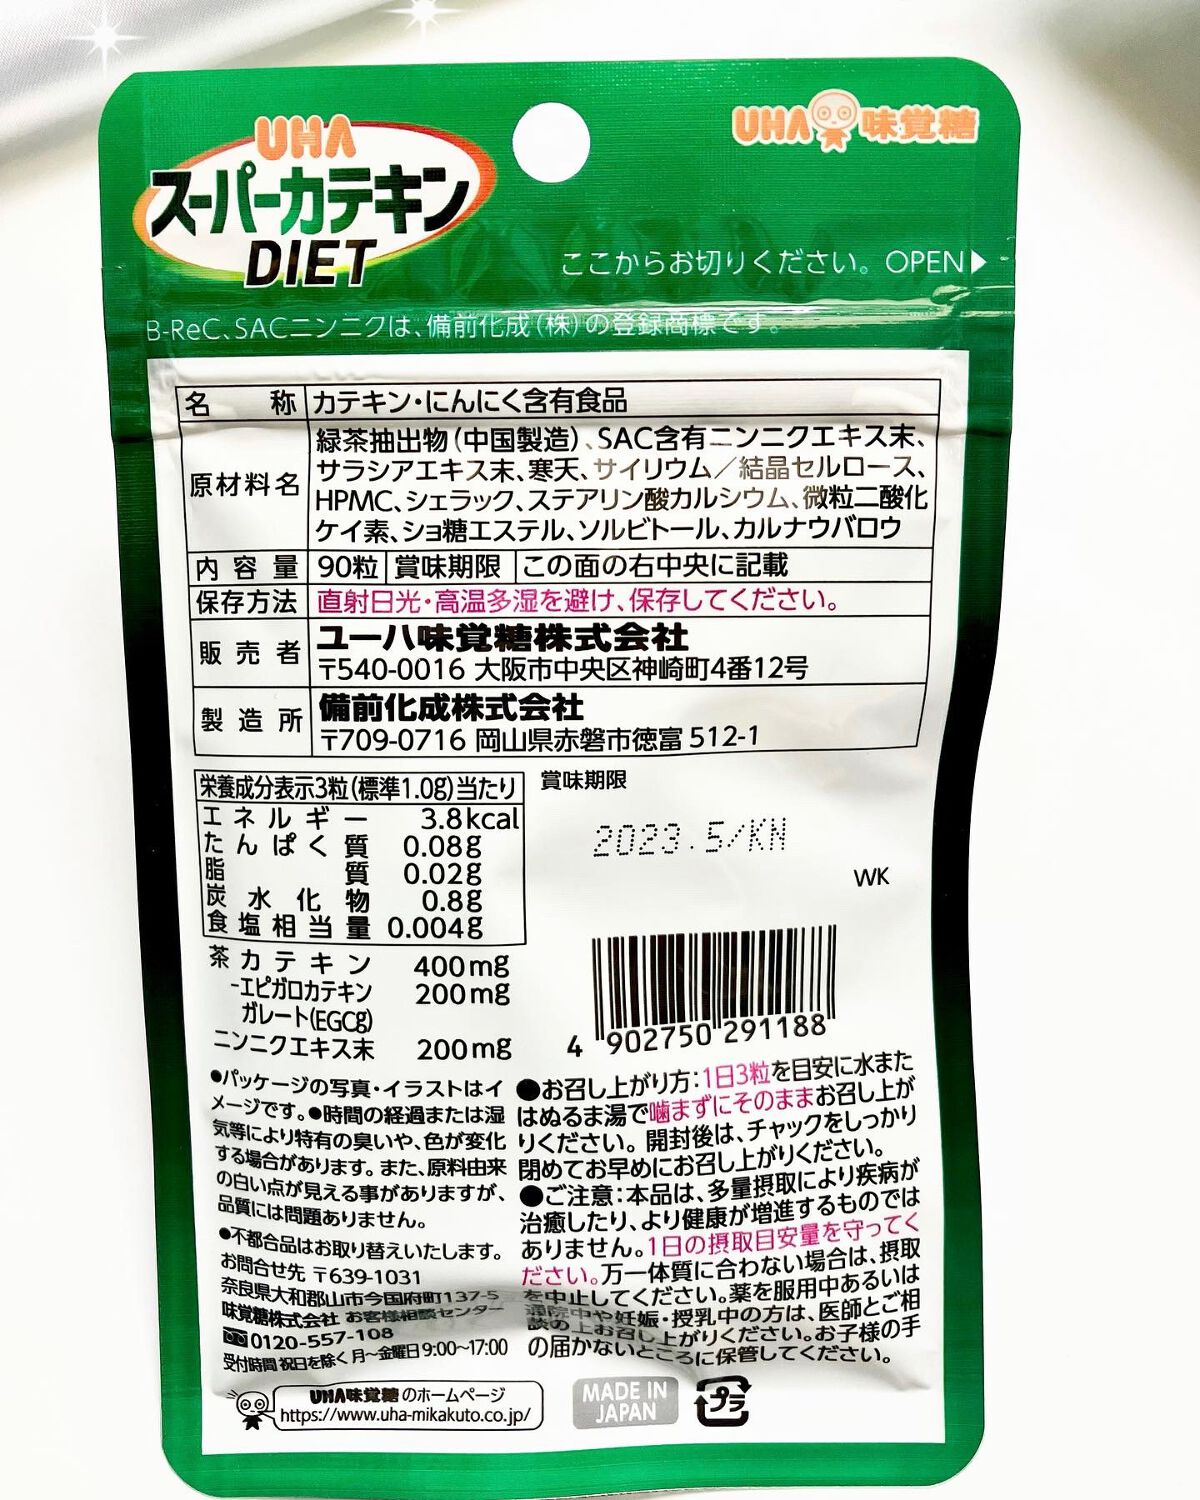 UHA
スーパーカテキン
DIET
UHA味覚糖
ここからお切りください。OPEN▶
B-ReC、SACニンニクは、備前化成(株)の登録商標です。
名称 カテキン・にんにく含有食品
原材料名 緑茶抽出物(中国製造)、SAC含有ニンニクエキス末、
サラシアエキス末、寒天、サイリウム/結晶セルロース、
HPMC、シェラック、ステアリン酸カルシウム、微粒二酸化
ケイ素、ショ糖エステル、ソルビトール、カルナウバロウ
内容量 90粒 賞味期限 この面の右中央に記載
保存方法 直射日光・高温多湿を避け、保存してください。
販売者 ユーハ味覚糖株式会社
〒540-0016 大阪市中央区神崎町4番12号
製造所 備前化成株式会社
〒709-0716 岡山県赤磐市徳富512-1
栄養成分表示3粒(標準1.0g)当たり
エネルギー 3.8kcal
たんぱく質 0.08g
脂質 0.02g
炭水化物 0.8g
食塩相当量 0.004g
茶カテキン 400mg
-エピガロカテキン 200mg
ガレート(EGCg)
ニンニクエキス末 200mg
賞味期限
2023.5/KN
WK
4 902750 291188
●パッケージの写真・イラストはイ
メージです。●時間の経過または湿
気等により特有の臭いや、色が変化
する場合があります。また、原料由来
の白い点が見える事がありますが、
品質には問題ありません。
●不都合品はお取り替えいたします。
お問合せ先 〒639-1031
奈良県大和郡山市今国府町137-5
味覚糖株式会社 お客様相談センター
0120-557-108
受付時間 祝日を除く 月〜金曜日 9:00〜17:00
UHA味覚糖のホームページ
https://www.uha-mikakuto.co.jp/
●お召し上がり方:1日3粒を目安に水また
はぬるま湯で噛まずにそのままお召し上が
りください。開封後は、チャックをしっかり
閉めてお早めにお召し上がりください。
●ご注意:本品は、多量摂取により疾病が
治癒したり、より健康が増進するものでは
ありません。1日の摂取目安量を守ってく
ださい。万一体質に合わない場合は、摂取
を中止してください。薬を服用中あるいは
通院中や妊娠・授乳中の方は、医師とご相
談の上お召し上がりください。お子様の手
の届かないところに保管してください。
MADE IN
JAPAN
プラ